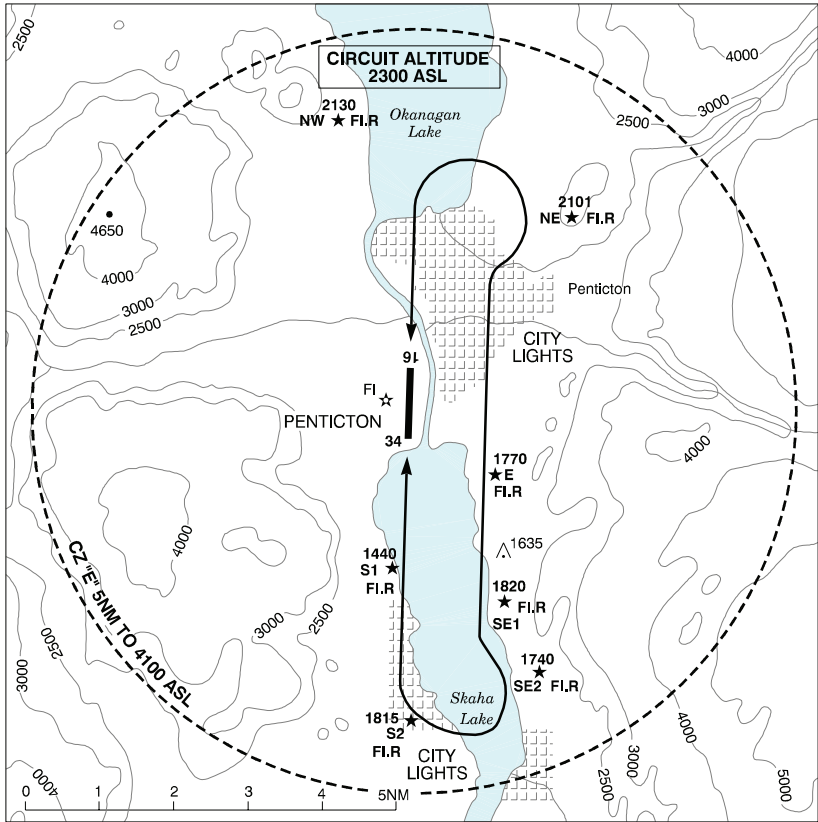 2500
CIRCUIT ALTITUDE
2300 ASL
4000
3000
2500
2130
NW FI.R
Okanagan
Lake
2101
NE FI.R
4650
4000
3000
2500
Penticton
CITY
LIGHTS
16
FI
PENTICTON
34
4000
1770
E
FI.R
4000
1635
1440
S1
FI.R
1820
FI.R
SE1
CZ "E" 5NM TO 4100 ASL
3000
2500
1740
SE2 FI.R
3000
2500
Skaha
Lake
1815
S2
FI.R
CITY
LIGHTS
4000
3000
2500
5000
4000
0 1 2 3 4 5NM